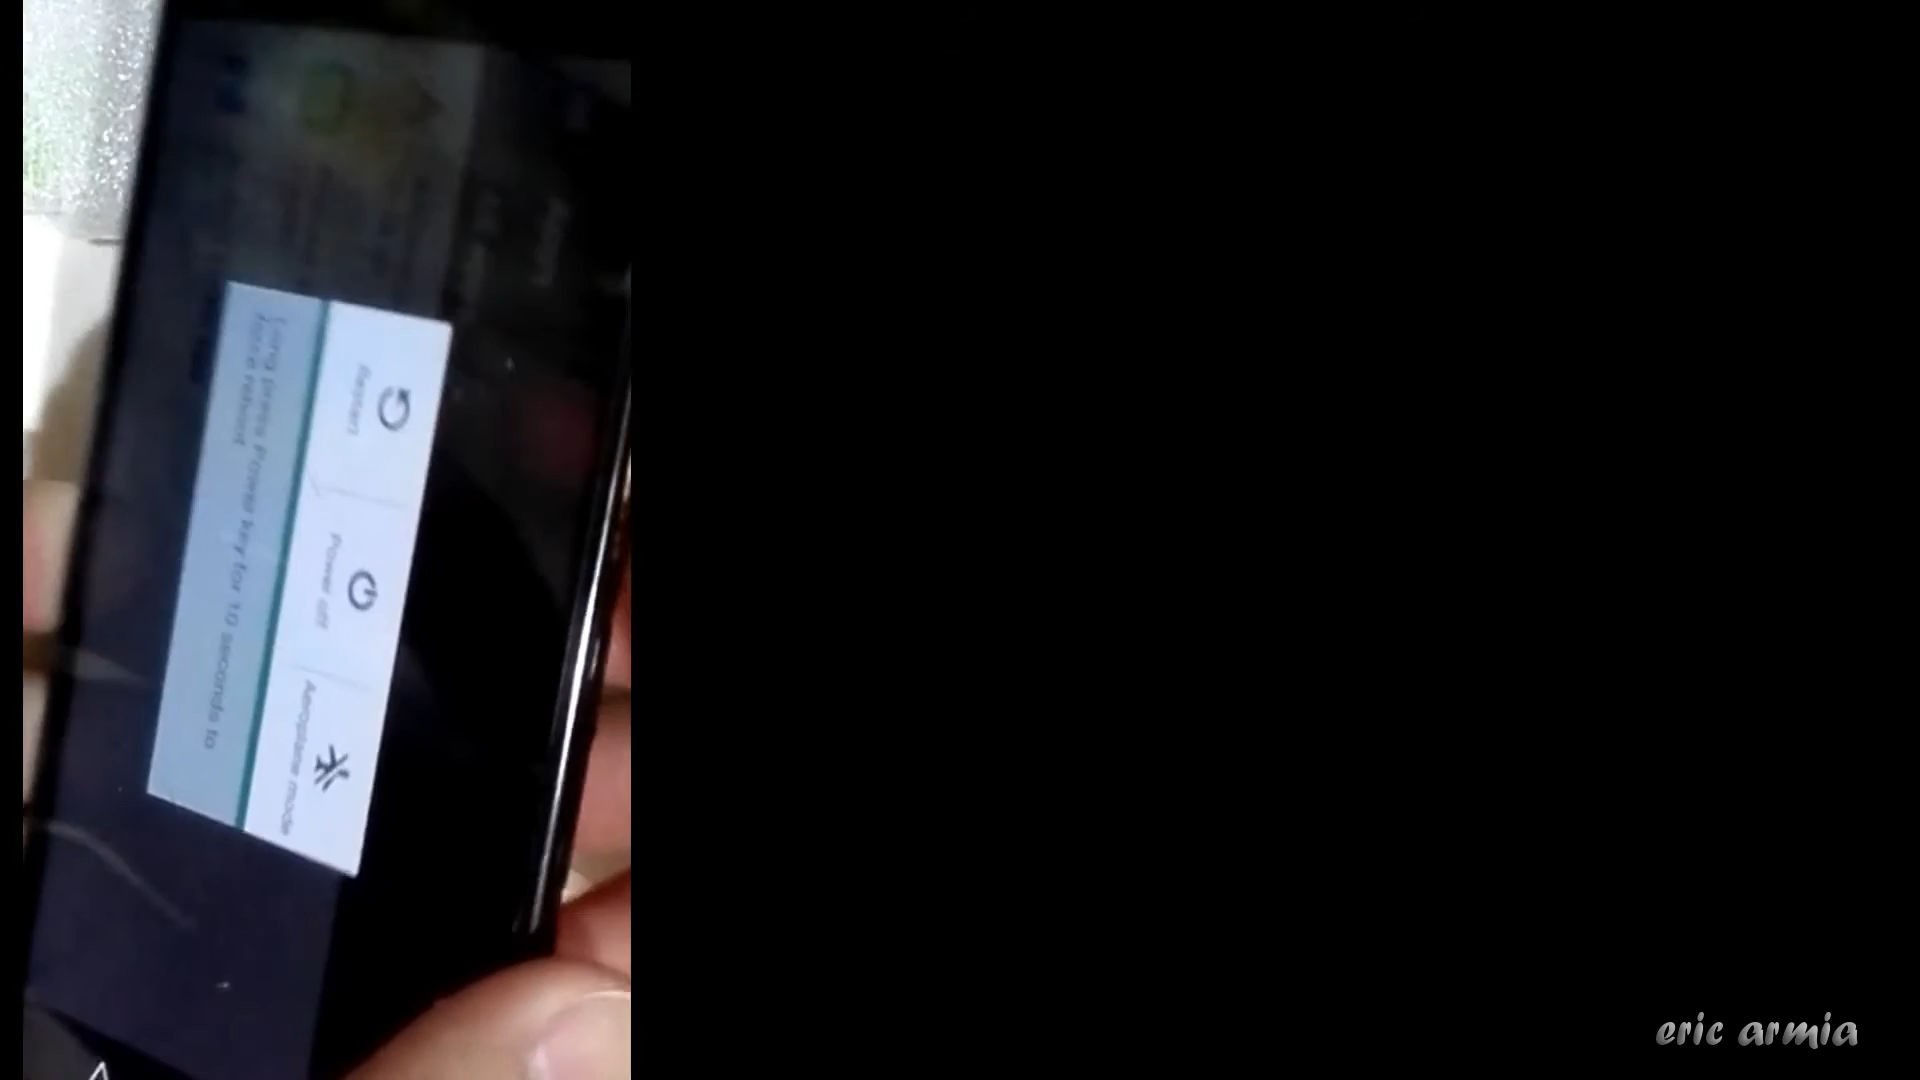 Restart
Power off
Aeroplane mode
Long press Power key for 10 seconds to
force reboot
eric armia